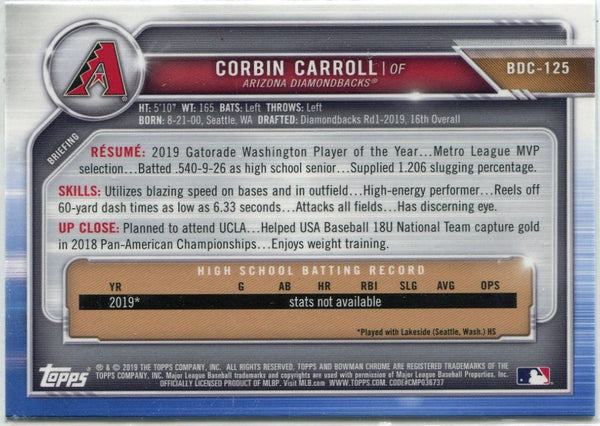 CORBIN CARROLL | OF
ARIZONA DIAMONDBACKS®
BDC-125
HT: 5'10" WT: 165 BATS: Left THROWS: Left
BORN: 8-21-00, Seattle, WA DRAFTED: Diamondbacks Rd1-2019, 16th Overall
BRIEFING
RÉSUMÉ: 2019 Gatorade Washington Player of the Year...Metro League MVP
selection...Batted .540-9-26 as high school senior...Supplied 1.206 slugging percentage.
SKILLS: Utilizes blazing speed on bases and in outfield...High-energy performer...Reels off
60-yard dash times as low as 6.33 seconds...Attacks all fields...Has discerning eye.
UP CLOSE: Planned to attend UCLA...Helped USA Baseball 18U National Team capture gold
in 2018 Pan-American Championships...Enjoys weight training.
HIGH SCHOOL BATTING RECORD
YR G AB HR RBI SLG AVG OPS
2019* stats not available
*Played with Lakeside (Seattle, Wash.) HS
Topps
® & © 2019 THE TOPPS COMPANY, INC. ALL RIGHTS RESERVED. TOPPS AND BOWMAN CHROME ARE REGISTERED TRADEMARKS OF THE
TOPPS COMPANY, INC. Major League Baseball trademarks and copyrights are used with permission of Major League Baseball Properties, Inc.
OFFICIALLY LICENSED PRODUCT OF MLBP. Visit MLB.com WWW.TOPPS.COM. CODE#CMP036737